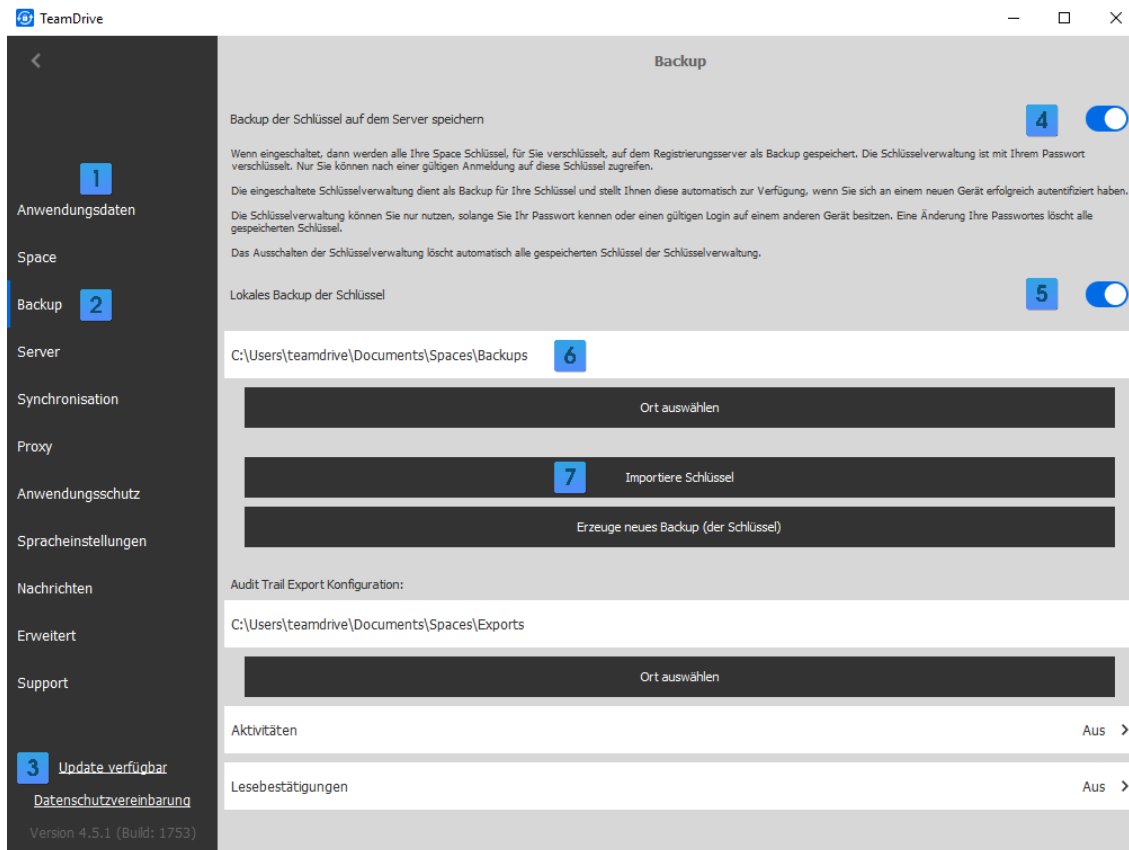 TeamDrive
Backup
Backup der Schlüssel auf dem Server speichern
4
Wenn eingeschaltet, dann werden alle Ihre Space Schlüssel, für Sie verschlüsselt, auf dem Registrierungsserver als Backup gespeichert. Die Schlüsselverwaltung ist mit Ihrem Passwort
verschlüsselt. Nur Sie können nach einer gültigen Anmeldung auf diese Schlüssel zugreifen.
Die eingeschaltete Schlüsselverwaltung dient als Backup für Ihre Schlüssel und stellt Ihnen diese automatisch zur Verfügung, wenn Sie sich an einem neuen Gerät erfolgreich autentifiziert haben.
Die Schlüsselverwaltung können Sie nur nutzen, solange Sie Ihr Passwort kennen oder einen gültigen Login auf einem anderen Gerät besitzen. Eine Änderung Ihre Passwortes löscht alle
gespeicherten Schlüssel.
Das Ausschalten der Schlüsselverwaltung löscht automatisch alle gespeicherten Schlüssel der Schlüsselverwaltung.
Lokales Backup der Schlüssel
5
C:\Users\teamdrive\Documents\Spaces\Backups
6
Ort auswählen
7
Importiere Schlüssel
Erzeuge neues Backup (der Schlüssel)
Audit Trail Export Konfiguration:
C:\Users\teamdrive\Documents\Spaces\Exports
Ort auswählen
Aktivitäten
Aus
Lesebestätigungen
Aus
1
Anwendungsdaten
Space
Backup
2
Server
Synchronisation
Proxy
Anwendungsschutz
Spracheinstellungen
Nachrichten
Erweitert
Support
3
Update verfügbar
Datenschutzvereinbarung
Version 4.5.1 (Build: 1753)